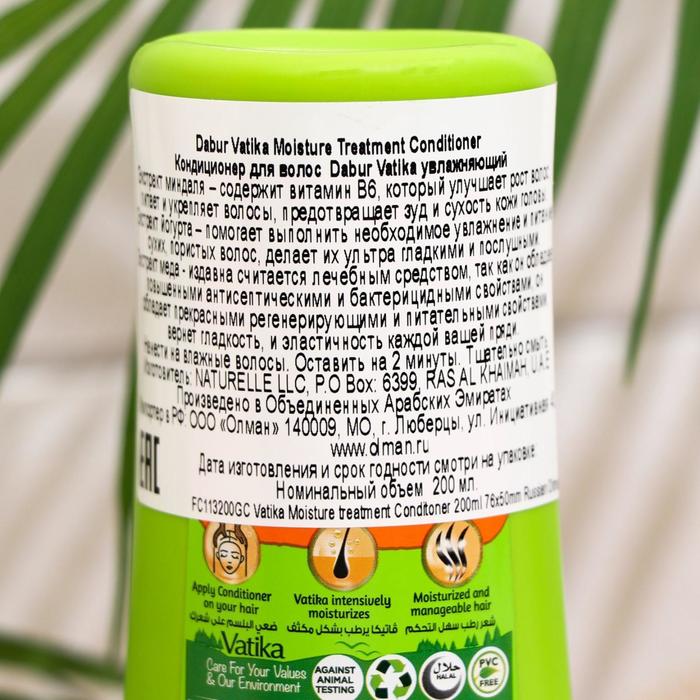 Dabur Vatika Moisture Treatment Conditioner
Кондиционер для волос Dabur Vatika увлажняющий
Экстракт миндаля – содержит витамин B6, который улучшает рост волос,
питает и укрепляет волосы, предотвращает зуд и сухость кожи головы.
Экстракт йогурта – помогает выполнить необходимое увлажнение и питание
сухих, пористых волос, делает их ультра гладкими и послушными.
Экстракт меда - издавна считается лечебным средством, так как он
повышенными антисептическими и бактерицидными свойствами, он
обладает прекрасными регенерирующими и питательными свойствами,
вернет гладкость, и эластичность каждой вашей пряди.
Нанести на влажные волосы. Оставить на 2 минуты. Тщательно смыть.
Изготовитель: NATURELLE LLC, P.O Box: 6399, RAS AL KHAIMAH, U.A.E
Произведено в Объединенных Арабских Эмиратах
Импортер в РФ: ООО «Олман» 140009, МО, г. Люберцы, ул. Инициативная
www.olman.ru
Дата изготовления и срок годности смотри на упаковке.
Номинальный объем 200 мл.
FC113200GC Vatika Moisture treatment Conditoner 200ml 76x50mm Russian
EAC
Apply Conditioner
on your hair
ضعي البلسم على شعرك
Vatika intensively
moisturizes
ڤاتيكا يرطب بشكل مكثف
Moisturized and
manageable hair
شعر رطب سهل التحكم
Vatika
Care For Your Values
& Our Environment
AGAINST
ANIMAL
TESTING
حلال
HALAL
PVC
FREE